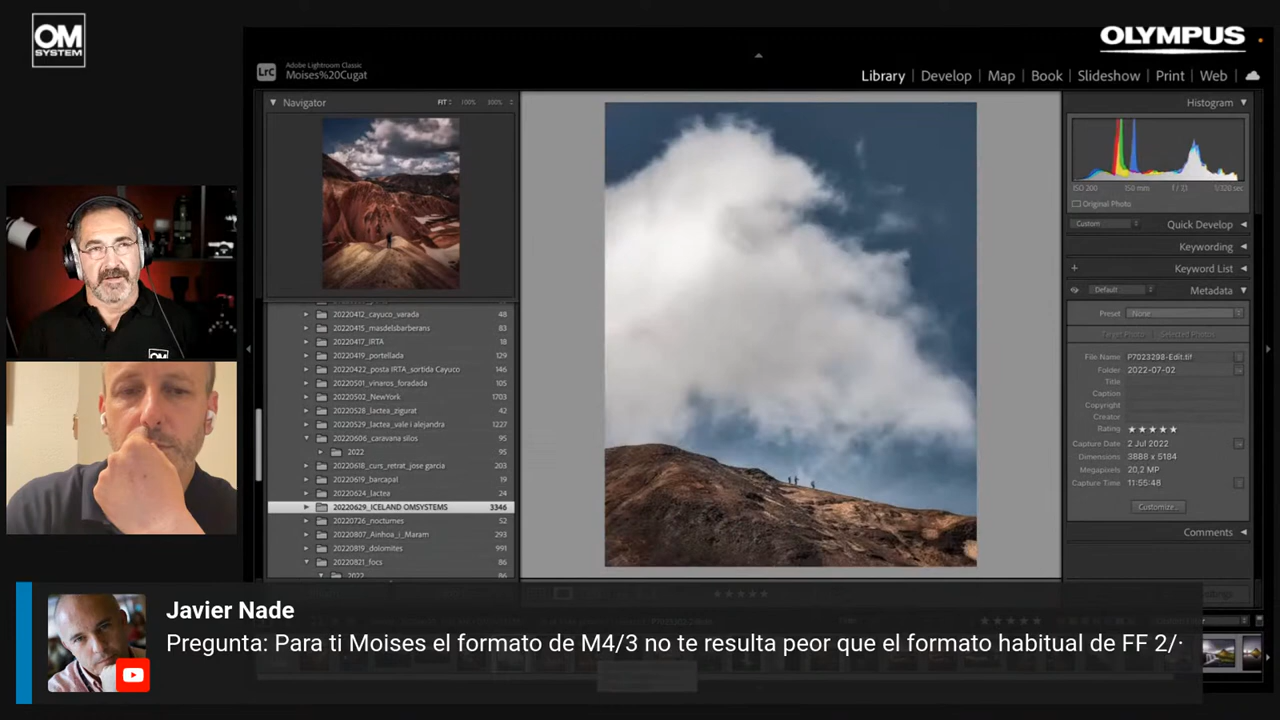 OM
SYSTEM
OLYMPUS
LrC
Adobe Lightroom Classic
Moises%20Cugat
Library | Develop | Map | Book | Slideshow | Print | Web
Navigator
FIT
100%
300%
20220412_cayuco_varada 48
20220415_masdelsbarberans 83
20220417_IRTA 18
20220419_portellada 129
20220422_posta IRTA_sortida Cayuco 146
20220501_vinaros_foradada 105
20220502_NewYork 1703
20220528_lactea_zigurat 42
20220529_lactea_vale i alejandra 1227
20220606_caravana silos 95
2022 95
20220618_curs_retrat_jose garcia 203
20220619_barcapal 19
20220624_lactea 24
20220629_ICELAND OMSYSTEMS 3346
20220726_nocturnes 52
20220807_Ainhoa_i_Maram 293
20220819_dolomites 991
20220821_focs 86
2022 86
Histogram
ISO 200 150 mm 1/320 sec
Original Photo
Custom
Quick Develop
Keywording
+ Keyword List
Default
Metadata
Preset None
Target Photo Selected Photos
File Name P7023298-Edit.tif
Folder 2022-07-02
Title
Caption
Copyright
Creator
Rating ★★★★★
Capture Date 2 Jul 2022
Dimensions 3888 x 5184
Megapixels 20,2 MP
Capture Time 11:55:48
Customize...
Comments
Javier Nade
Pregunta: Para ti Moises el formato de M4/3 no te resulta peor que el formato habitual de FF 2/·